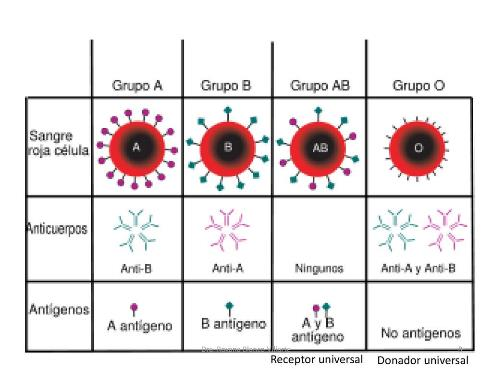 Grupo A Grupo B Grupo AB Grupo O
Sangre
roja célula
A B AB O
Anticuerpos
Anti-B Anti-A Ningunos Anti-A y Anti-B
Antígenos
A antígeno B antígeno A y B
antígeno No antígenos
Receptor universal Donador universal